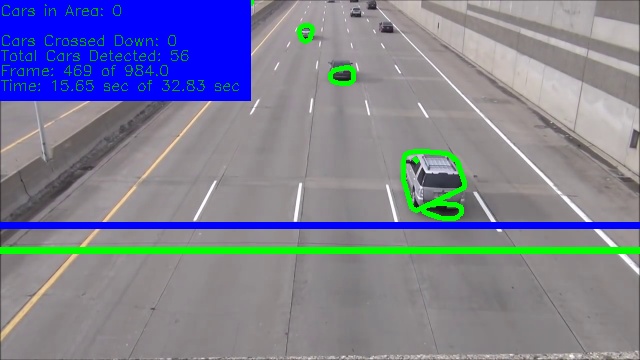 Cars in Area: 0
Cars Crossed Down: 0
Total Cars Detected: 56
Frame: 469 of 984.0
Time: 15.65 sec of 32.83 sec